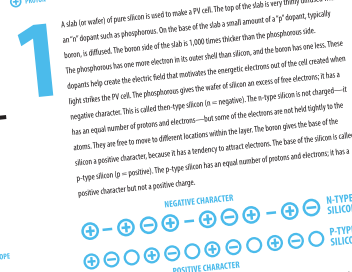 PROTON
1
A slab (or wafer) of pure silicon is used to make a PV cell. The top of the slab is very thinly diffused
an "n" dopant such as phosphorous. On the base of the slab a small amount of a "p" dopant, typically
boron, is diffused. The boron side of the slab is 1,000 times thicker than the phosphorous side.
The phosphorous has one more electron in its outer shell than silicon, and the boron has one less. These
dopants help create the electric field that motivates the energetic electrons out of the cell created when
light strikes the PV cell. The phosphorous gives the wafer of silicon an excess of free electrons; it has a
negative character. This is called then-type silicon (n = negative). The n-type silicon is not charged—it
has an equal number of protons and electrons—but some of the electrons are not held tightly to the
atoms. They are free to move to different locations within the layer. The boron gives the base of the
silicon a positive character, because it has a tendency to attract electrons. The base of the silicon is called
p-type silicon (p = positive). The p-type silicon has an equal number of protons and electrons; it has a
positive character but not a positive charge.
NEGATIVE CHARACTER
N-TYPE
SILICO
P-TYPE
SILICO
POSITIVE CHARACTER
OPE